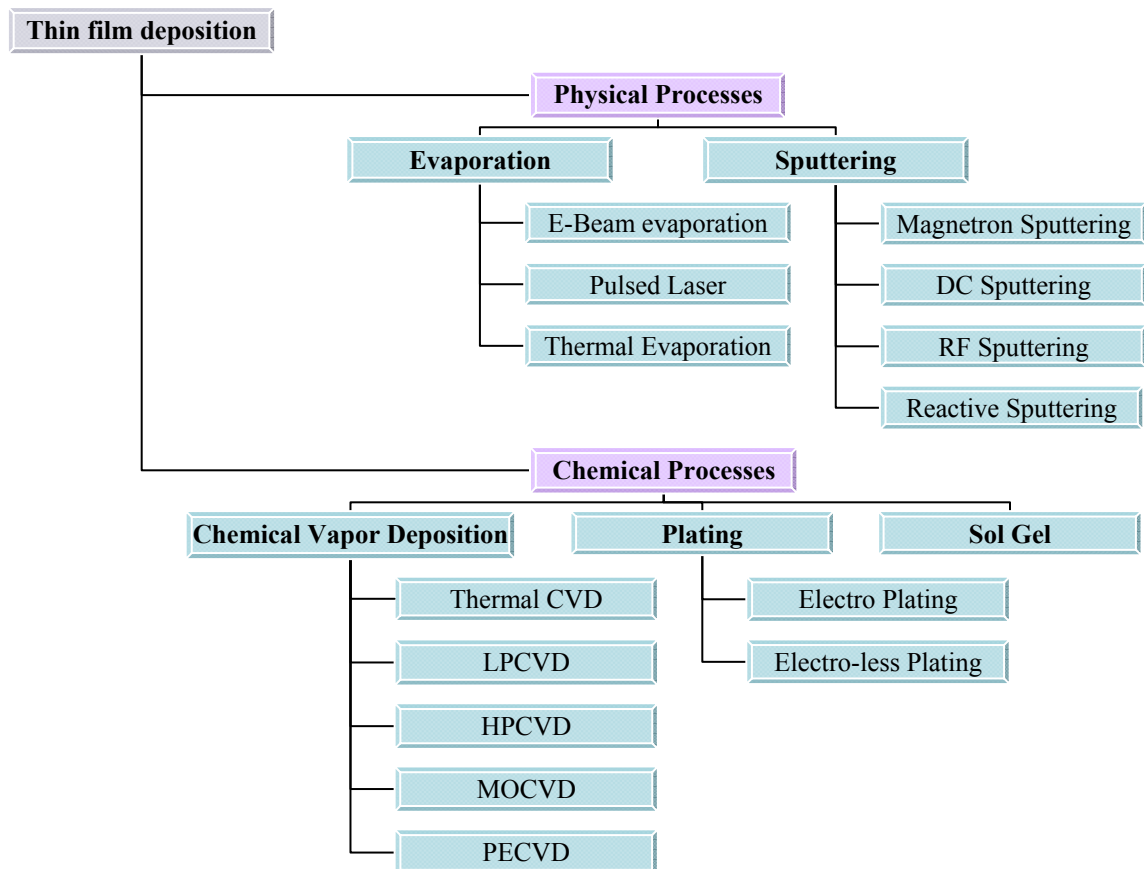 Thin film deposition
Physical Processes
Evaporation
Sputtering
E-Beam evaporation
Pulsed Laser
Thermal Evaporation
Magnetron Sputtering
DC Sputtering
RF Sputtering
Reactive Sputtering
Chemical Processes
Chemical Vapor Deposition
Plating
Sol Gel
Thermal CVD
LPCVD
HPCVD
MOCVD
PECVD
Electro Plating
Electro-less Plating